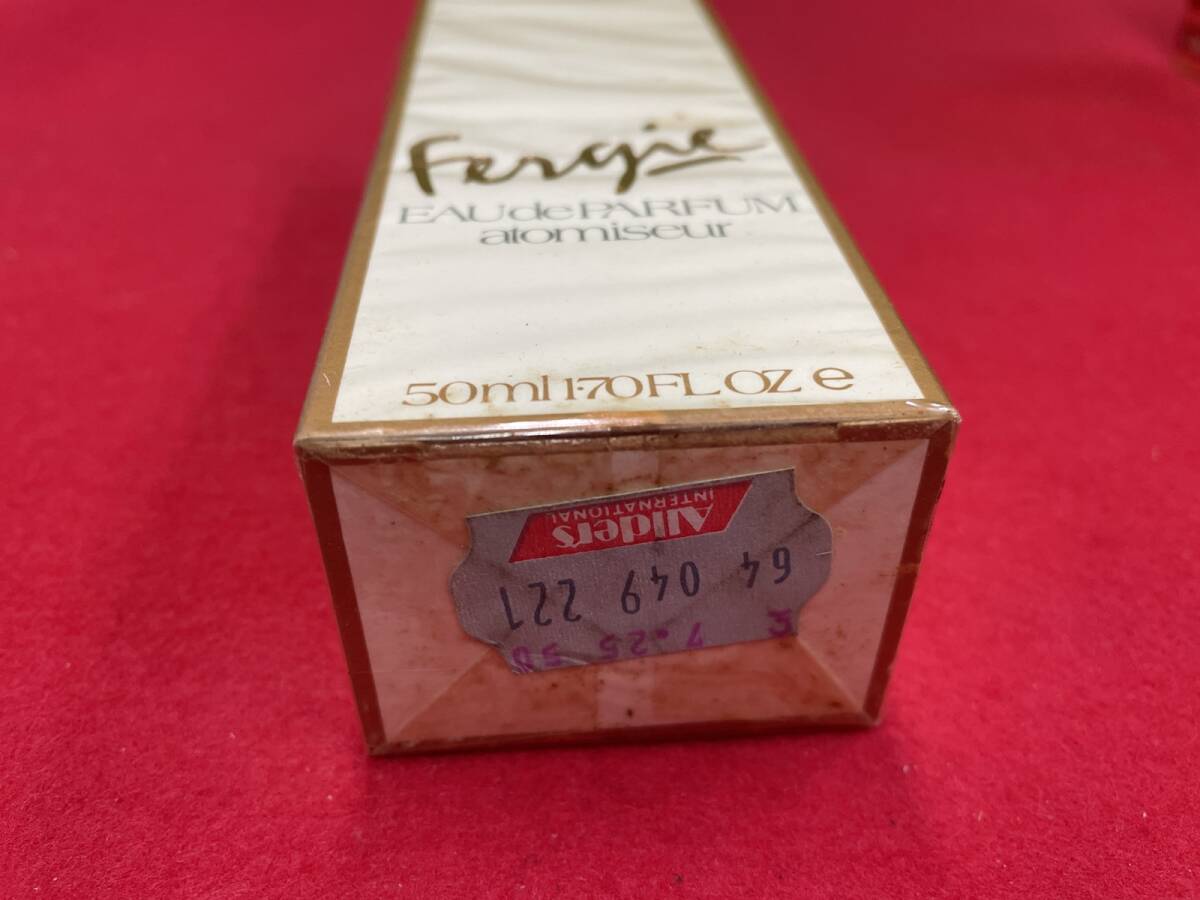 Fergie
EAU de PARFUM
atomiseur
50ml 1·70 FL OZ e
Allders
INTERNATIONAL
64 049 221